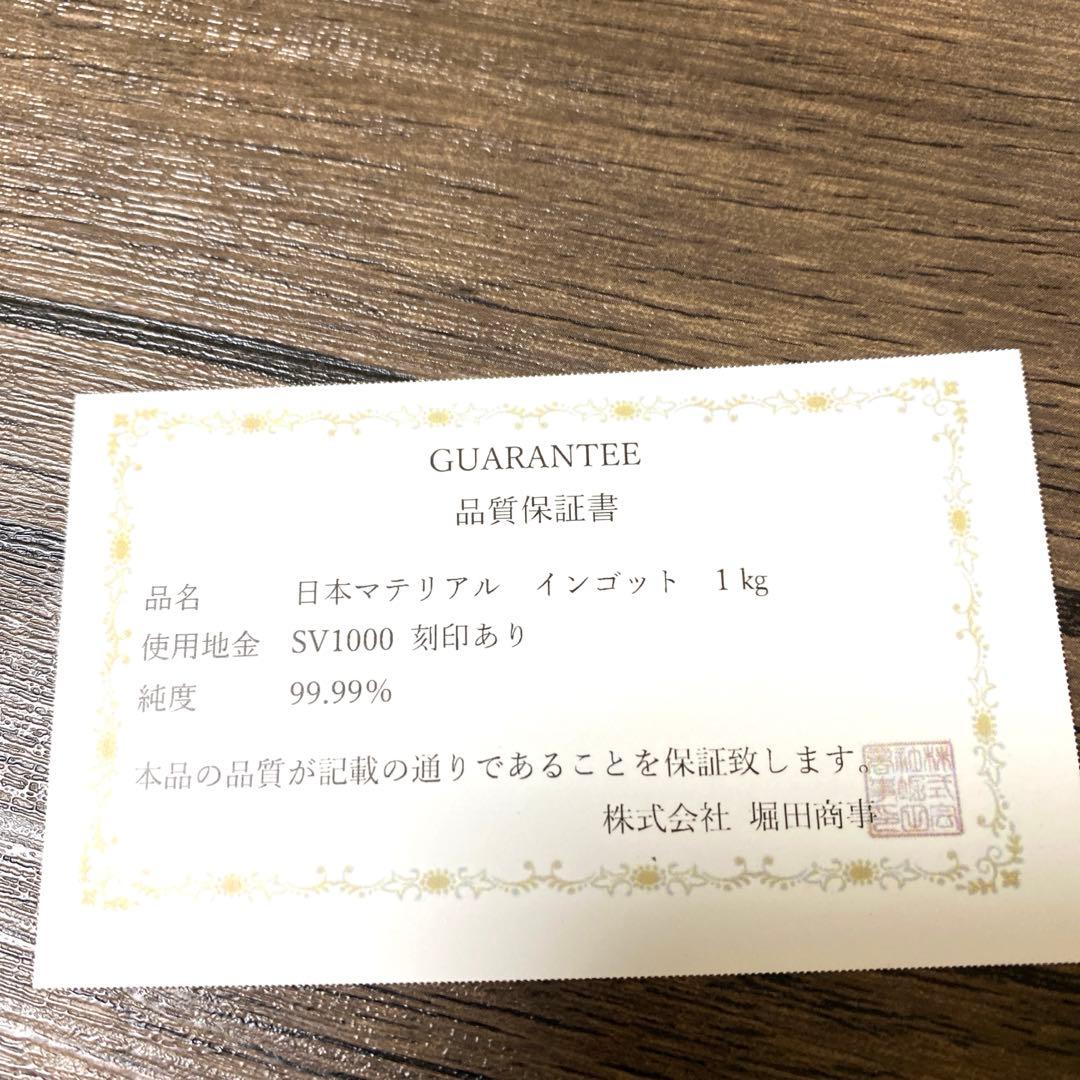 GUARANTEE
品質保証書
品名 日本マテリアル インゴット 1 kg
使用地金 SV1000 刻印あり
純度 99.99%
本品の品質が記載の通りであることを保証致します。
株式会社 堀田商事